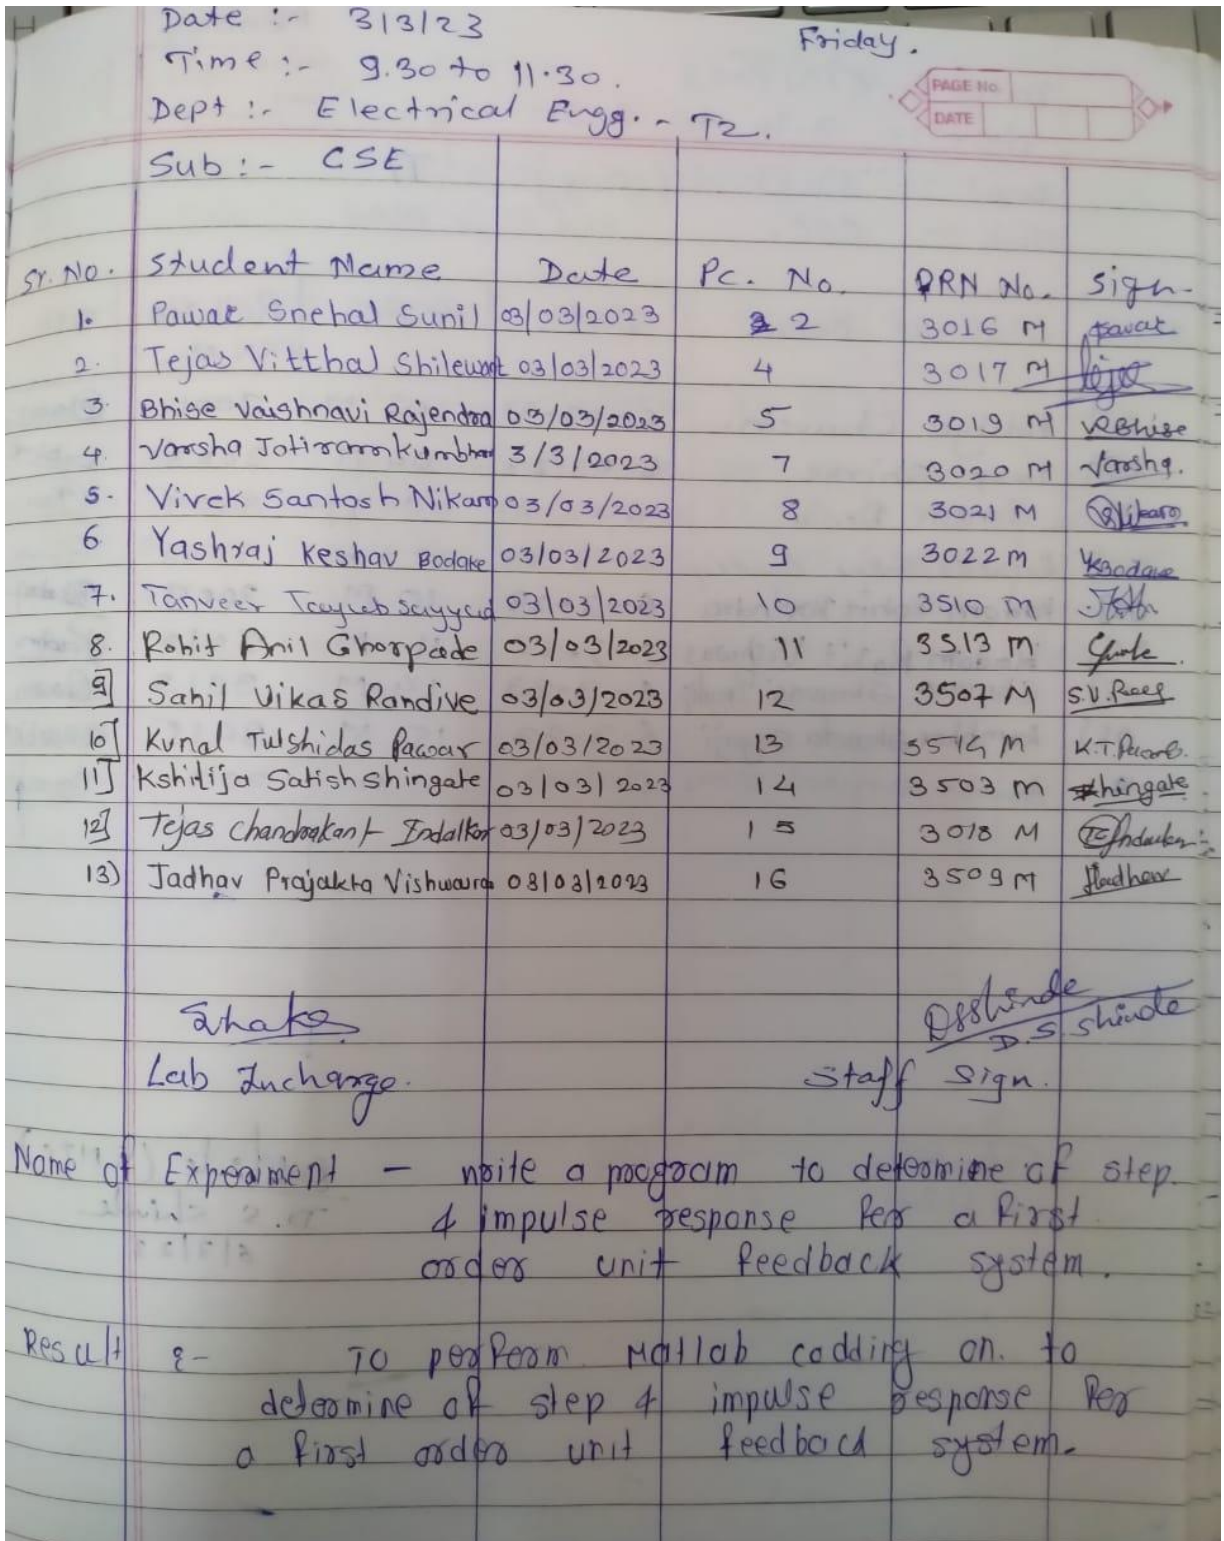 Date :- 3/3/23 Friday.
Time :- 9.30 to 11.30.
PAGE No.
Dept :- Electrical Engg. - T2.
DATE
Sub :- CSE
Sr. No. Student Name Date Pc. No. PRN No. Sign.
1. Pawar Snehal Sunil 03/03/2023 2 3016 M Pawar
2. Tejas Vitthal 03/03/2023 4 3017 M Tejas
3. Bhise Vaishnavi Rajendra 03/03/2023 5 3019 M VRBhise
4. Varsha Jotiram Kumbhar 3/3/2023 7 3020 M Varsha.
5. Vivek Santosh Nikam 03/03/2023 8 3021 M
6 Yashraj Keshav Bodake 03/03/2023 9 3022 M
7. Tanveer Tayyab Sayyad 03/03/2023 10 3510 M
8. Rohit Anil Ghorpade 03/03/2023 11 3513 M
9] Sahil Vikas Randive 03/03/2023 12 3507 M S.V.
10] Kunal Tulshidas Pawar 03/03/2023 13 M K.T.
11] Kshitija Satish Shingate 03/03/2023 14 3503 M Shingate
12] Tejas Chandrakant 03/03/2023 15 3018 M
13) Jadhav Prajakta 03/03/2023 16 3509 M Jadhav
DSShinde
D.S Shinde
Lab Incharge. Staff Sign.
Name of Experiment - write a program to determine of step
& impulse response for a first
order unit feedback system.
Result :- To perform Matlab codding on. to
determine of step & impulse response for
a first order unit feedback system.